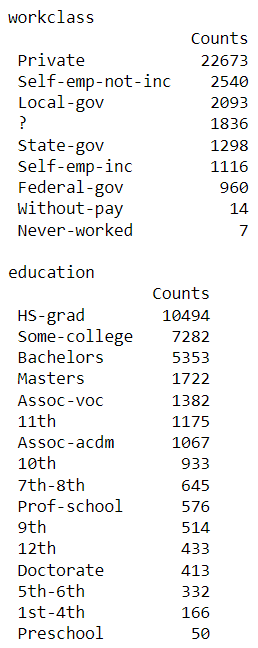 workclass
Counts
Private 22673
Self-emp-not-inc 2540
Local-gov 2093
? 1836
State-gov 1298
Self-emp-inc 1116
Federal-gov 960
Without-pay 14
Never-worked 7
education
Counts
HS-grad 10494
Some-college 7282
Bachelors 5353
Masters 1722
Assoc-voc 1382
11th 1175
Assoc-acdm 1067
10th 933
7th-8th 645
Prof-school 576
9th 514
12th 433
Doctorate 413
5th-6th 332
1st-4th 166
Preschool 50